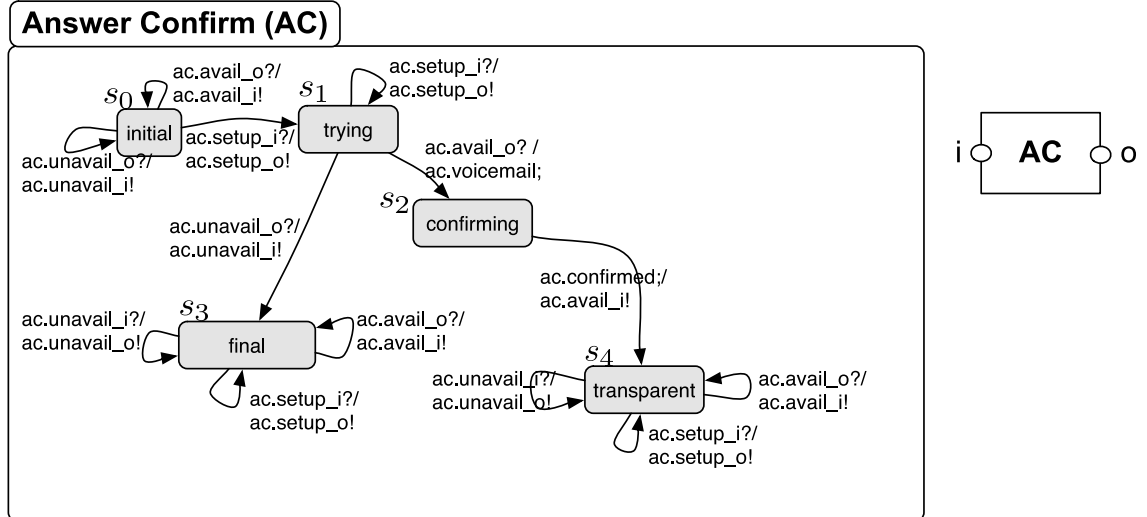 Answer Confirm (AC)
s0
ac.avail_o?/
ac.avail_i!
initial
ac.unavail_o?/
ac.unavail_i!
ac.setup_i?/
ac.setup_o!
s1
ac.setup_i?/
ac.setup_o!
trying
ac.avail_o? /
ac.voicemail;
s2
confirming
ac.unavail_o?/
ac.unavail_i!
ac.confirmed;/
ac.avail_i!
s3
ac.unavail_i?/
ac.unavail_o!
final
ac.avail_o?/
ac.avail_i!
ac.setup_i?/
ac.setup_o!
s4
ac.unavail_i?/
ac.unavail_o!
transparent
ac.avail_o?/
ac.avail_i!
ac.setup_i?/
ac.setup_o!
i AC o